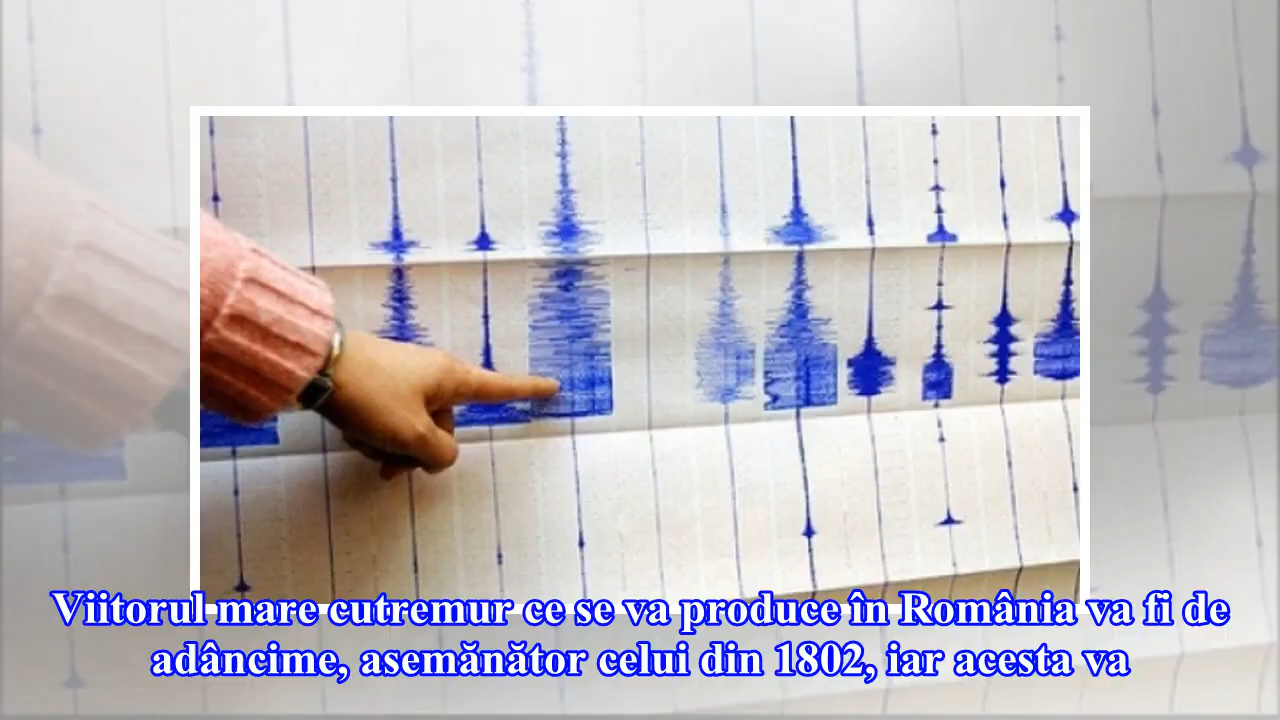 Viitorul mare cutremur ce se va produce în România va fi de
adâncime, asemănător celui din 1802, iar acesta va